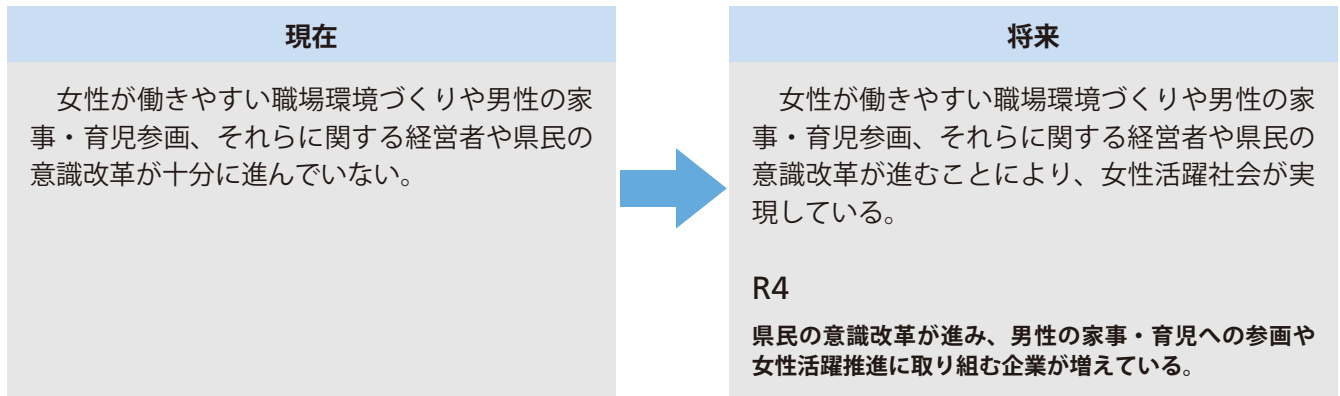 現在
女性が働きやすい職場環境づくりや男性の家
事・育児参画、それらに関する経営者や県民の
意識改革が十分に進んでいない。
将来
女性が働きやすい職場環境づくりや男性の家
事・育児参画、それらに関する経営者や県民の
意識改革が進むことにより、女性活躍社会が実
現している。
R4
県民の意識改革が進み、男性の家事・育児への参画や
女性活躍推進に取り組む企業が増えている。